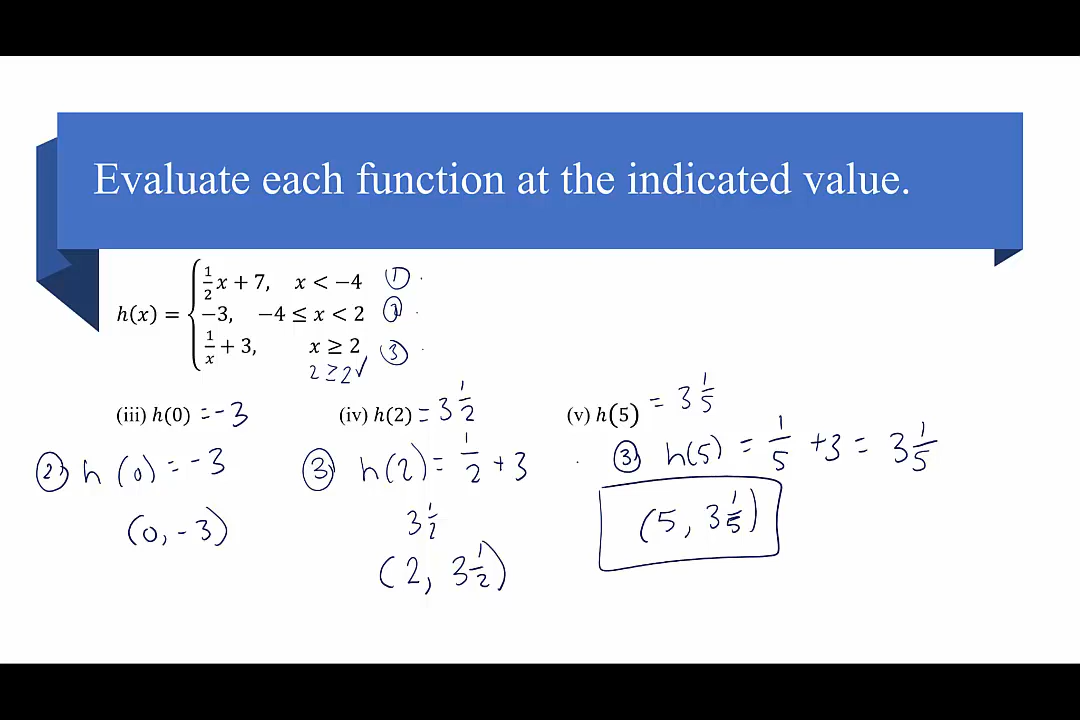 Evaluate each function at the indicated value.
h(x) = { 1/2 x + 7, x < −4 ①
−3, −4 ≤ x < 2 ②
1/x + 3, x ≥ 2 ③
2 ≥ 2 ✓
(iii) h(0) = -3
(iv) h(2) = 3 1/2
(v) h(5) = 3 1/5
② h(0) = -3
③ h(2) = 1/2 + 3
③ h(5) = 1/5 + 3 = 3 1/5
(0, -3)
3 1/2
(5, 3 1/5)
(2, 3 1/2)